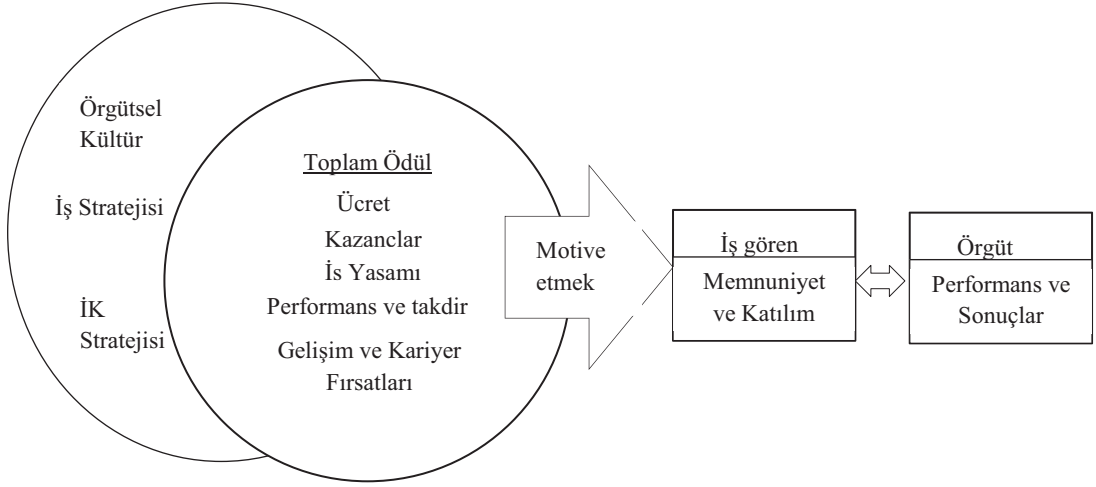 Örgütsel
Kültür
İş Stratejisi
İK
Stratejisi
Toplam Ödül
Ücret
Kazanclar
İs Yasamı
Performans ve takdir
Gelişim ve Kariyer
Fırsatları
Motive
etmek
İş gören
Memnuniyet
ve Katılım
Örgüt
Performans ve
Sonuçlar